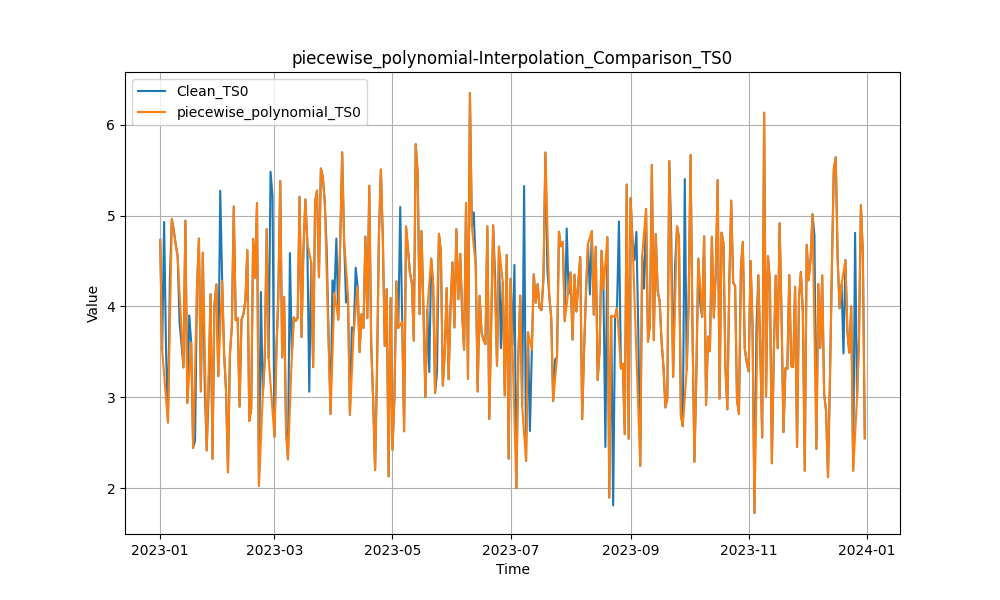 piecewise_polynomial-Interpolation_Comparison_TS0
Clean_TS0
piecewise_polynomial_TS0
Value
6
5
4
3
2
2023-01
2023-03
2023-05
2023-07
2023-09
2023-11
2024-01
Time